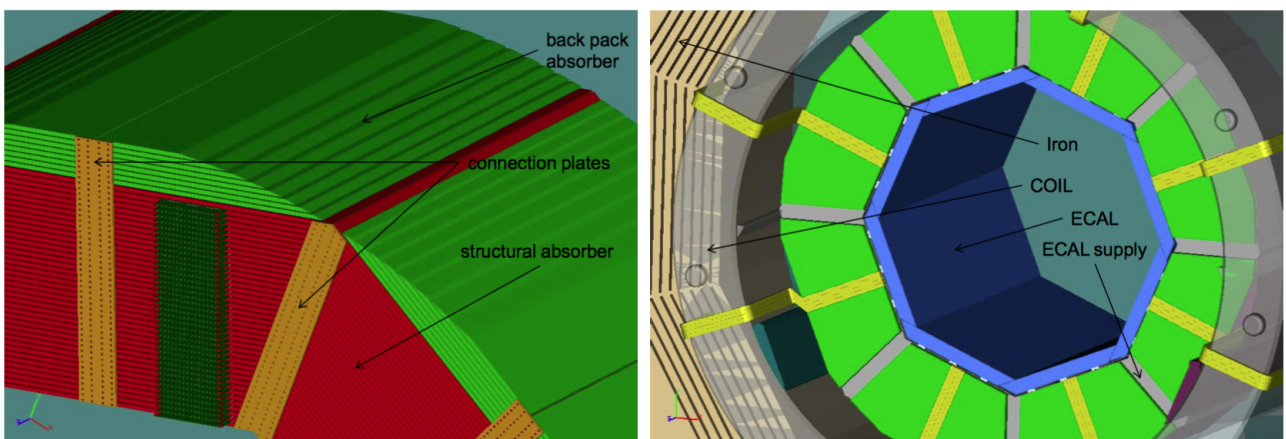 back pack
absorber
connection plates
structural absorber
Iron
COIL
ECAL
ECAL supply